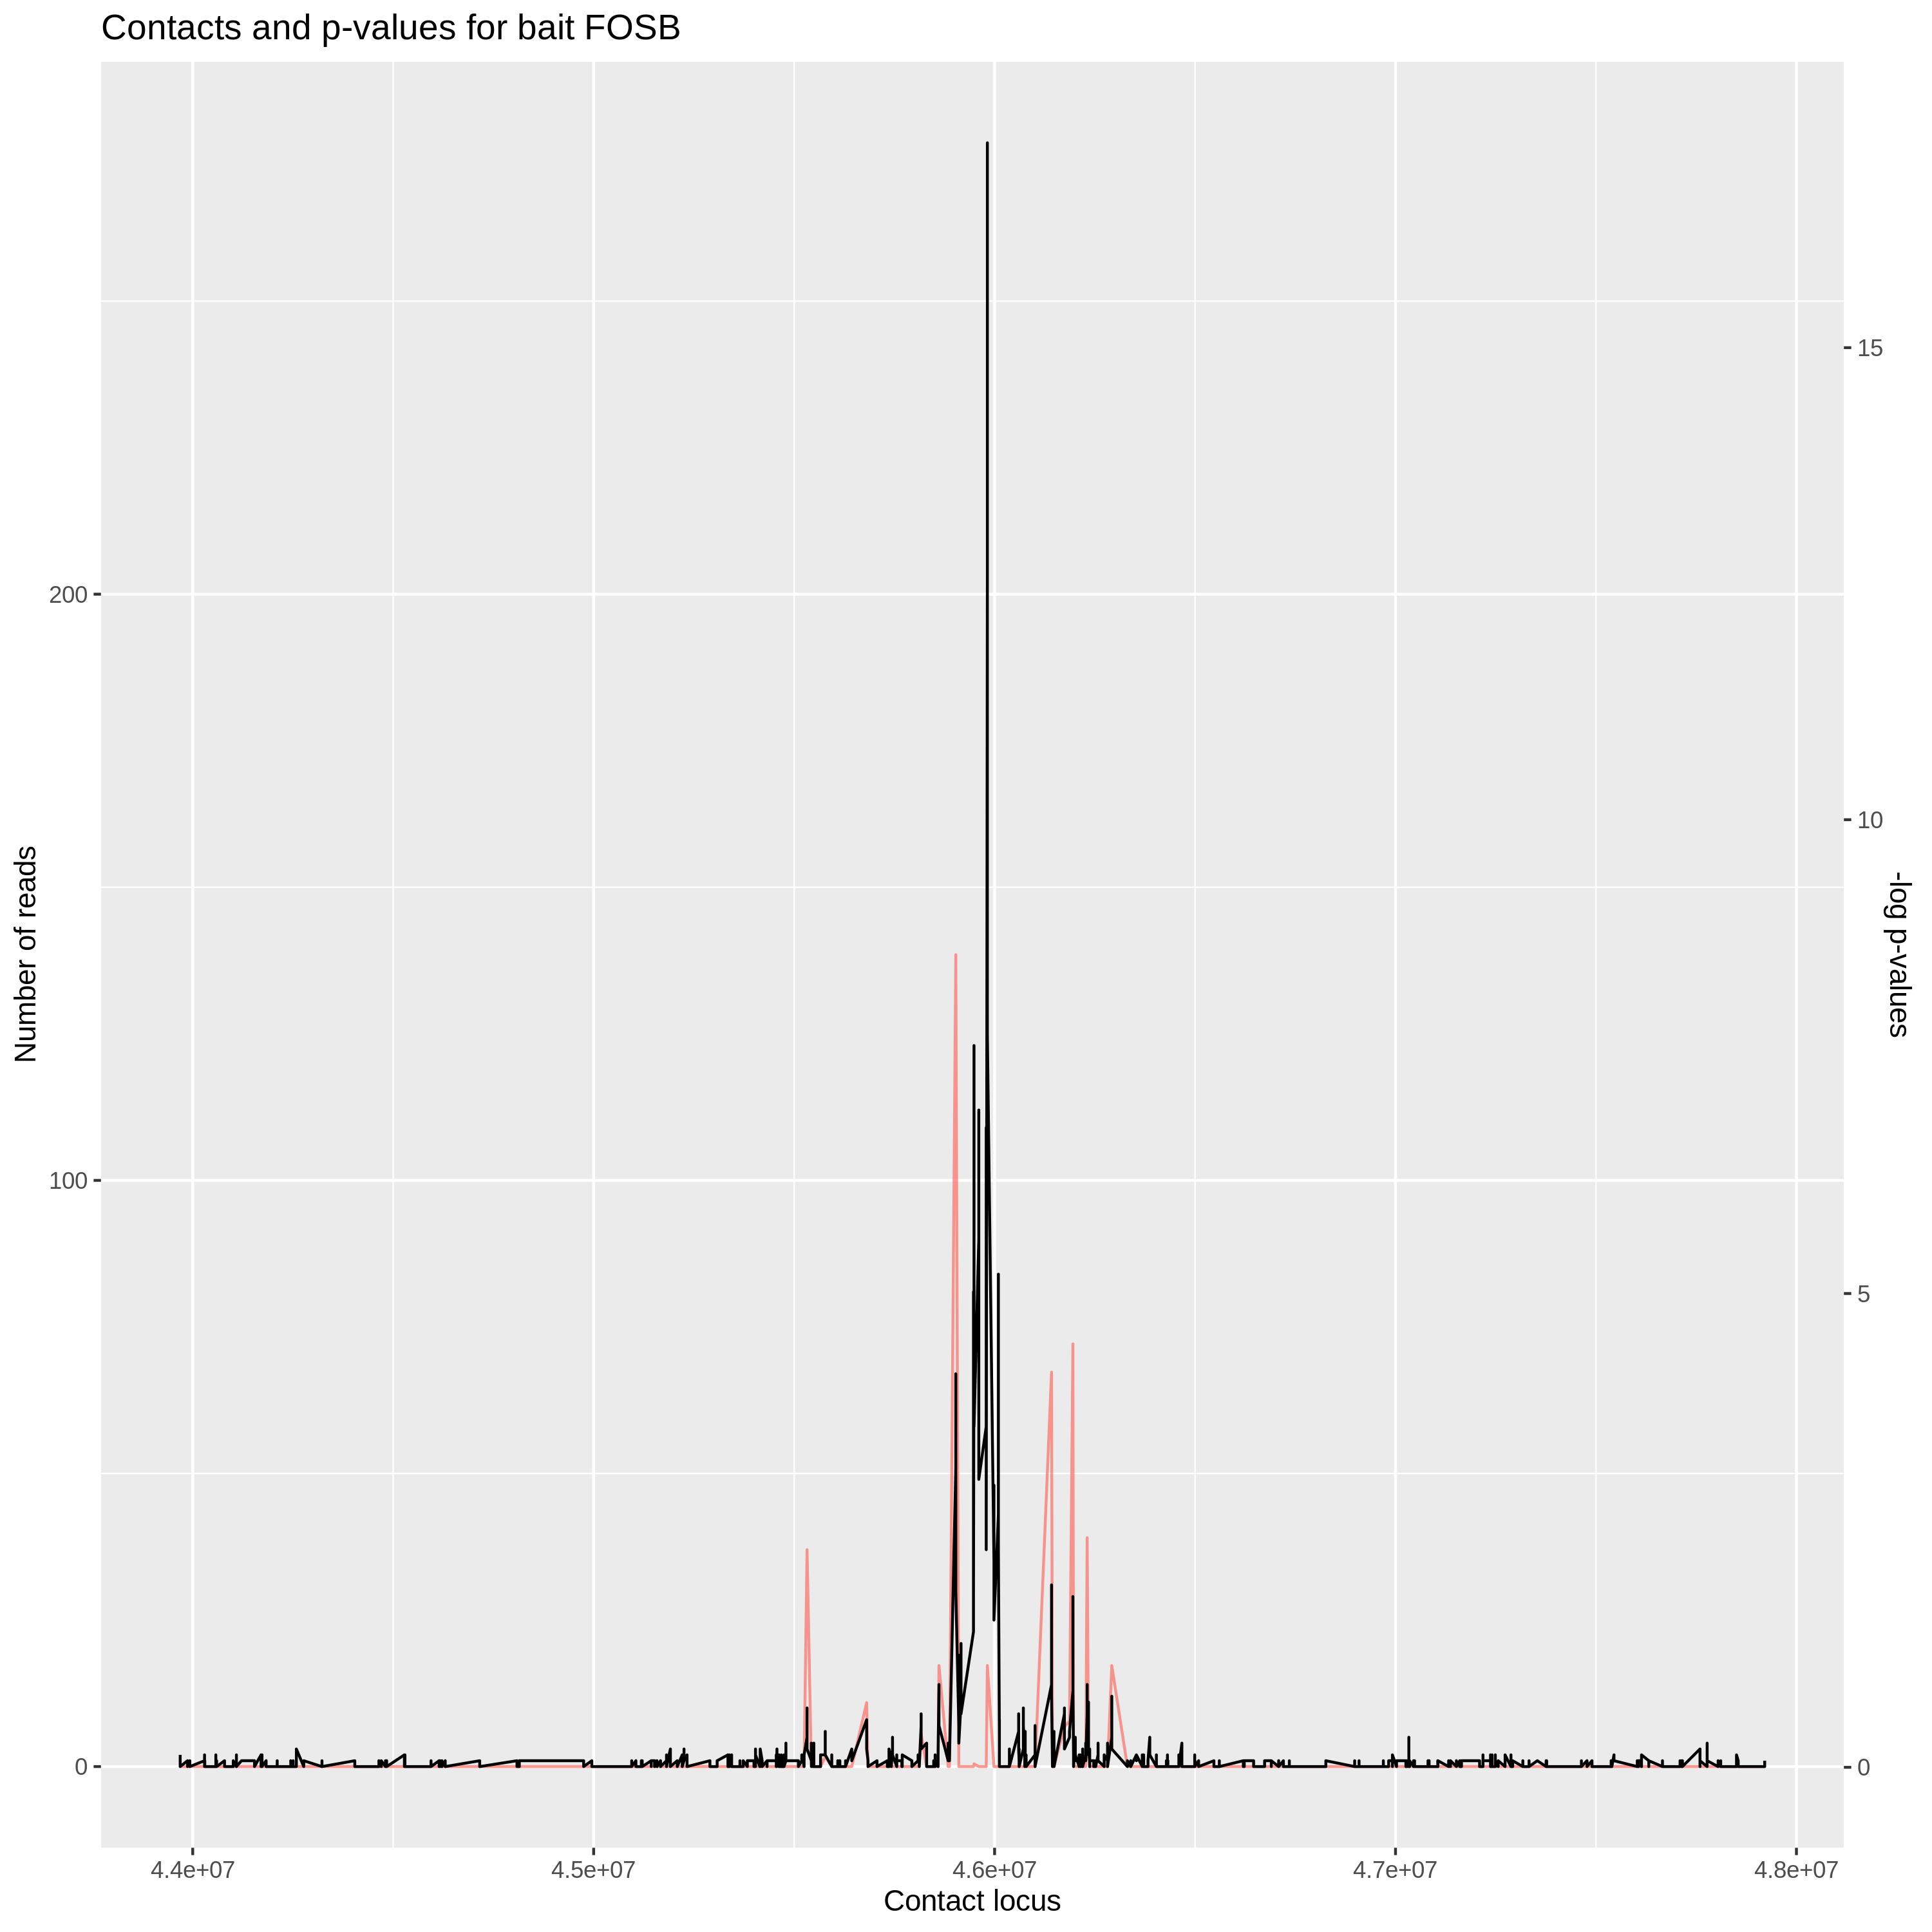 Contacts and p-values for bait FOSB
Number of reads
200
100
0
15
10
5
0
-log p-values
4.4e+07
4.5e+07
4.6e+07
4.7e+07
4.8e+07
Contact locus